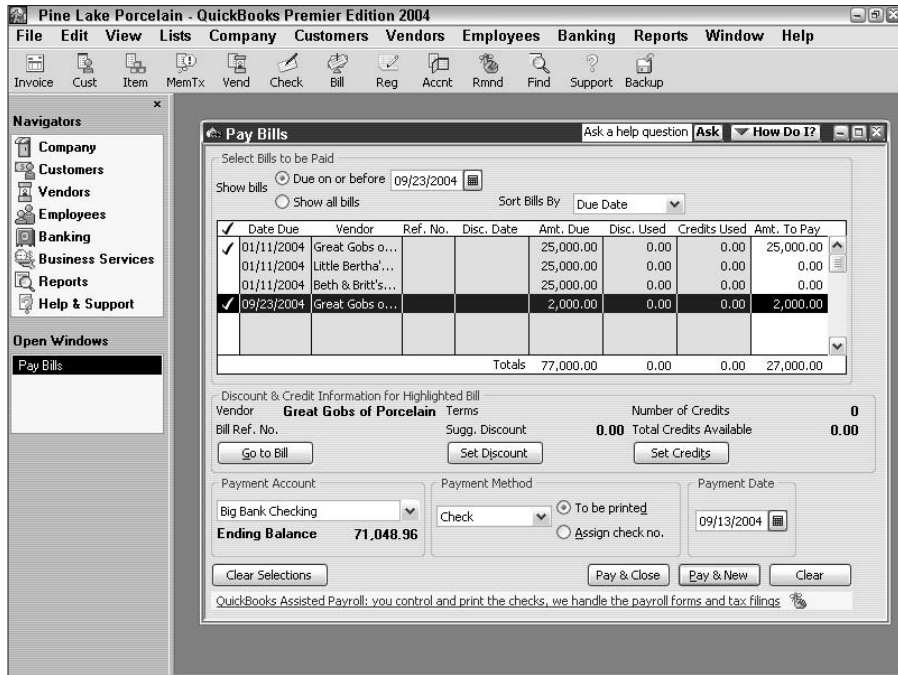 Pine Lake Porcelain - QuickBooks Premier Edition 2004
File Edit View Lists Company Customers Vendors Employees Banking Reports Window Help
Invoice Cust Item MemTx Vend Check Bill Reg Accnt Rmnd Find Support Backup
Navigators
Company
Customers
Vendors
Employees
Banking
Business Services
Reports
Help & Support
Open Windows
Pay Bills
Pay Bills Ask a help question Ask How Do I?
Select Bills to be Paid
Show bills Due on or before 09/23/2004
Show all bills Sort Bills By Due Date
Date Due Vendor Ref. No. Disc. Date Amt. Due Disc. Used Credits Used Amt. To Pay
01/11/2004 Great Gobs o... 25,000.00 0.00 0.00 25,000.00
01/11/2004 Little Bertha'... 25,000.00 0.00 0.00 0.00
01/11/2004 Beth & Britt's... 25,000.00 0.00 0.00 0.00
09/23/2004 Great Gobs o... 2,000.00 0.00 0.00 2,000.00
Totals 77,000.00 0.00 0.00 27,000.00
Discount & Credit Information for Highlighted Bill
Vendor Great Gobs of Porcelain Terms Number of Credits 0
Bill Ref. No. Sugg. Discount 0.00 Total Credits Available 0.00
Go to Bill Set Discount Set Credits
Payment Account Payment Method Payment Date
Big Bank Checking Check To be printed 09/13/2004
Ending Balance 71,048.96 Assign check no.
Clear Selections Pay & Close Pay & New Clear
QuickBooks Assisted Payroll: you control and print the checks, we handle the payroll forms and tax filings